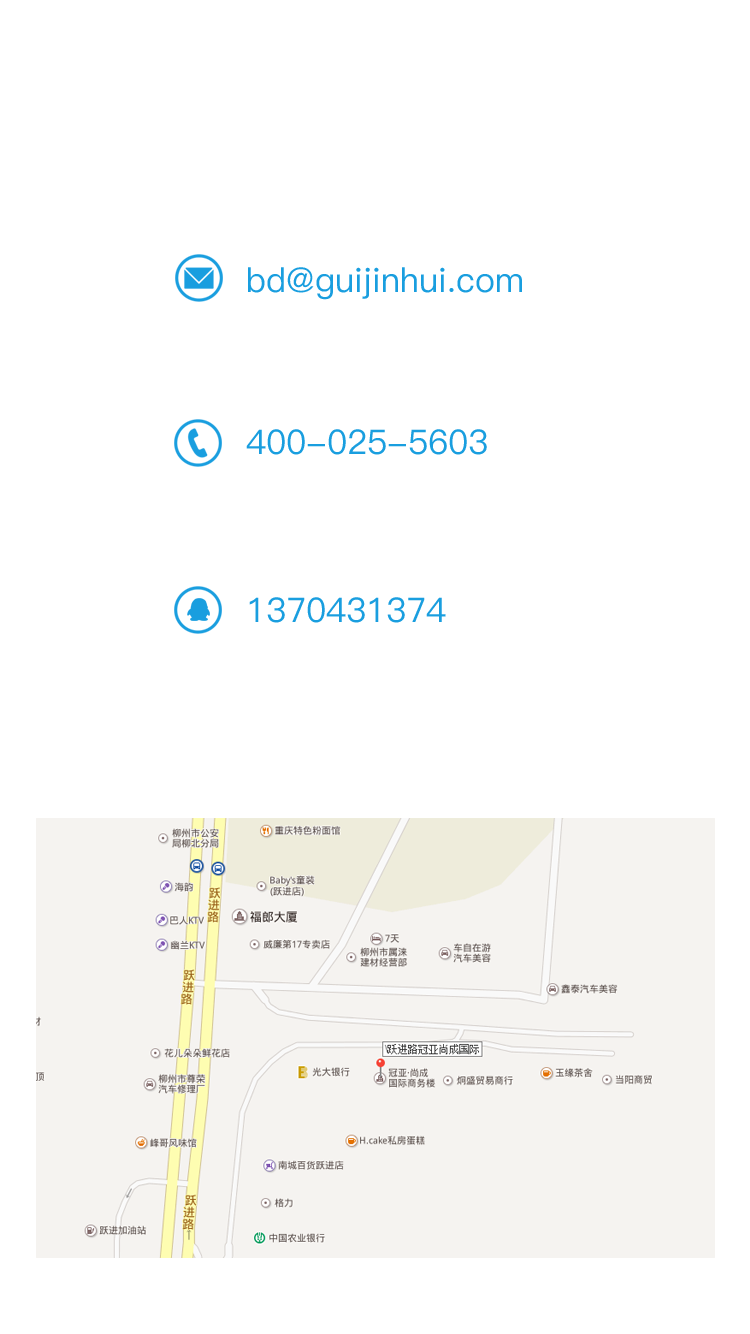 bd@guijinhui.com
400-025-5603
1370431374
柳州市公安
局柳北分局
重庆特色粉面馆
海韵
Baby's童装
(跃进店)
跃进路
巴人KTV
福郎大厦
幽兰KTV
威廉第17专卖店
7天
柳州市属涞
建材经营部
车自在游
汽车美容
跃进路
鑫泰汽车美容
材
跃进路冠亚尚成国际
花儿朵朵鲜花店
光大银行
冠亚·尚成
国际商务楼
炯盛贸易商行
玉缘茶舍
当阳商贸
顶
柳州市尊荣
汽车修理厂
峰哥风味馆
H.cake私房蛋糕
南城百货跃进店
跃进路
格力
跃进加油站
中国农业银行